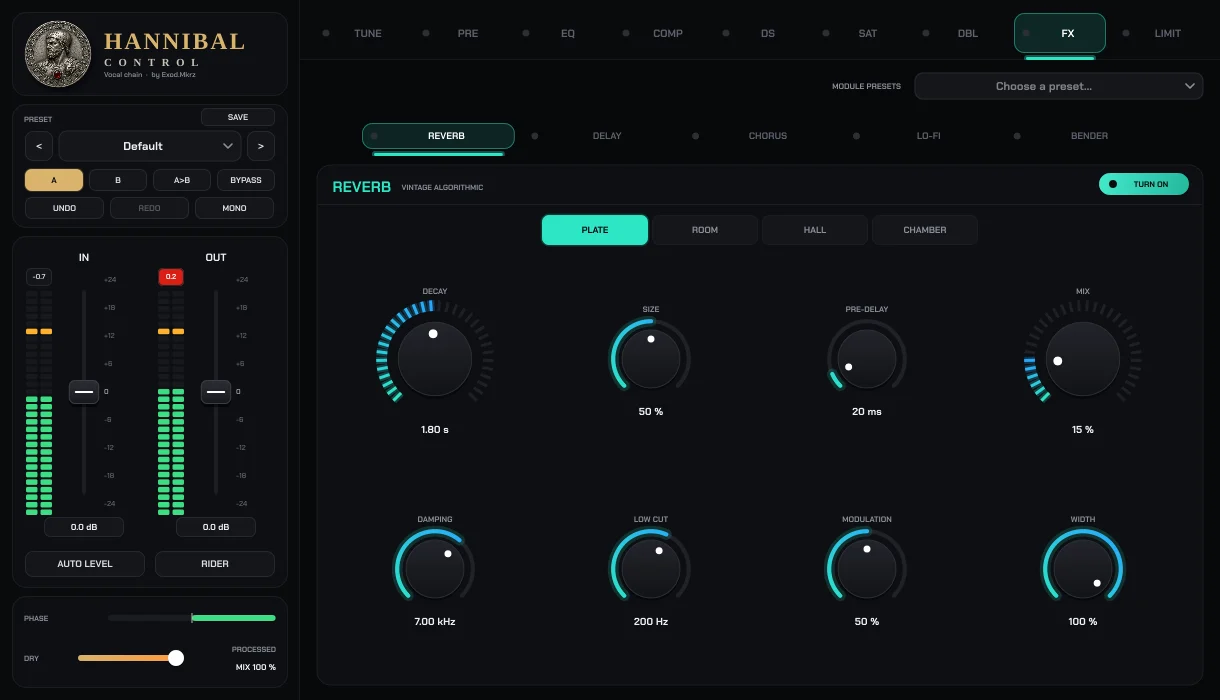 HANNIBAL
CONTROL
Vocal chain · by Exod.Mkrz
PRESET
SAVE
<
Default
>
A
B
A>B
BYPASS
UNDO
REDO
MONO
IN
OUT
-0.7
0.2
+24
+18
+12
+6
0
-6
-12
-18
-24
+24
+18
+12
+6
0
-6
-12
-18
-24
0.0 dB
0.0 dB
AUTO LEVEL
RIDER
PHASE
DRY
PROCESSED
MIX 100 %
TUNE
PRE
EQ
COMP
DS
SAT
DBL
FX
LIMIT
MODULE PRESETS
Choose a preset...
REVERB
DELAY
CHORUS
LO-FI
BENDER
REVERB
VINTAGE ALGORITHMIC
TURN ON
PLATE
ROOM
HALL
CHAMBER
DECAY
1.80 s
SIZE
50 %
PRE-DELAY
20 ms
MIX
15 %
DAMPING
7.00 kHz
LOW CUT
200 Hz
MODULATION
50 %
WIDTH
100 %